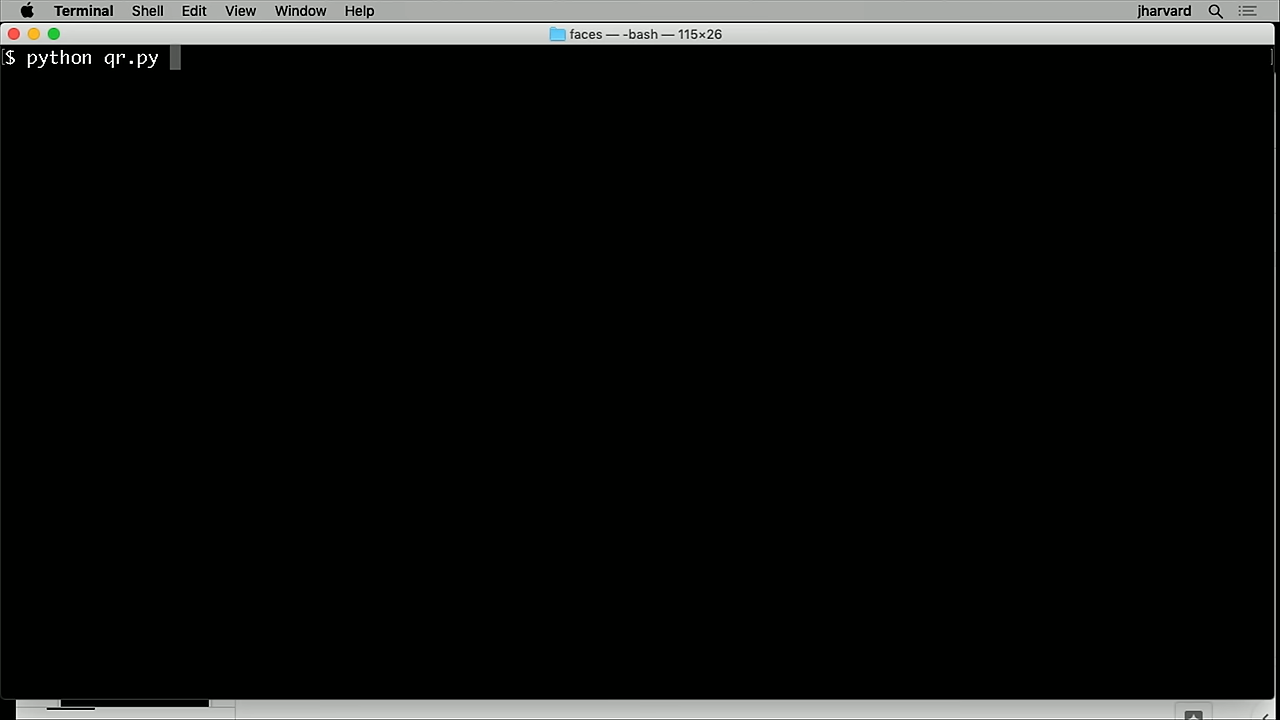 Terminal Shell Edit View Window Help jharvard
faces — -bash — 115×26
[$ python qr.py ]